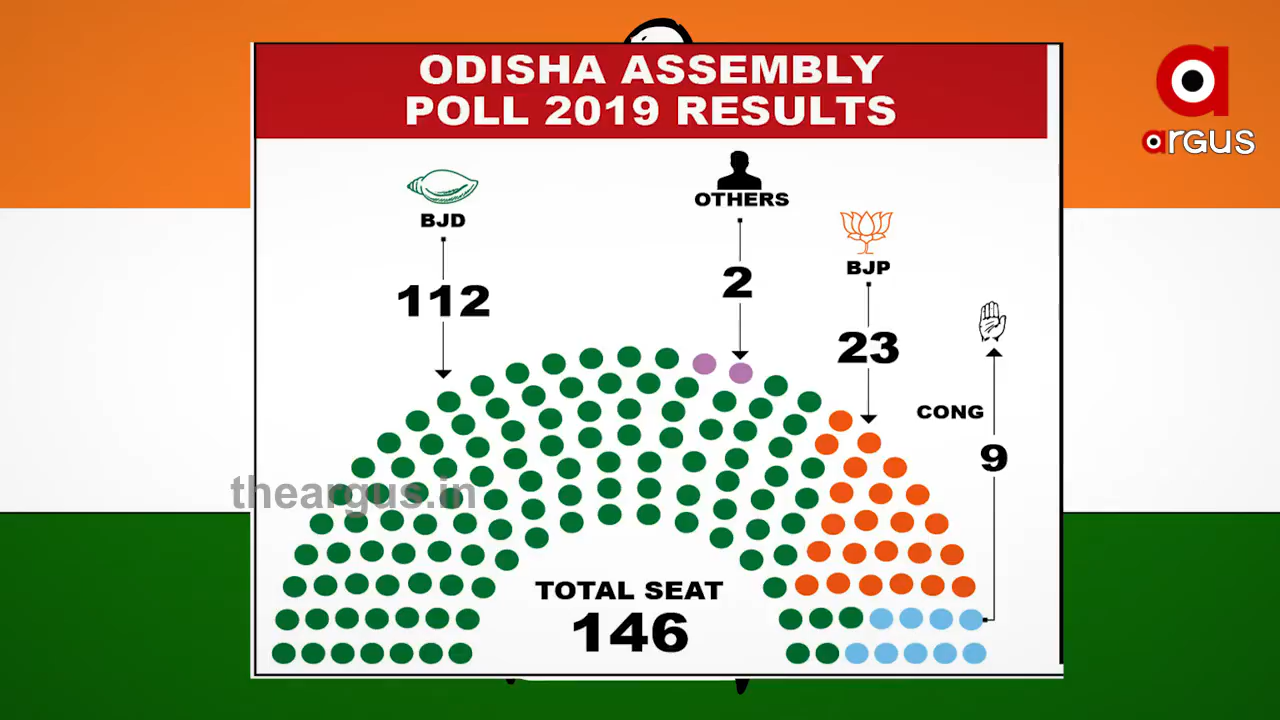 ODISHA ASSEMBLY
POLL 2019 RESULTS
argus
BJD
112
OTHERS
2
BJP
23
CONG
9
theargus.in
TOTAL SEAT
146